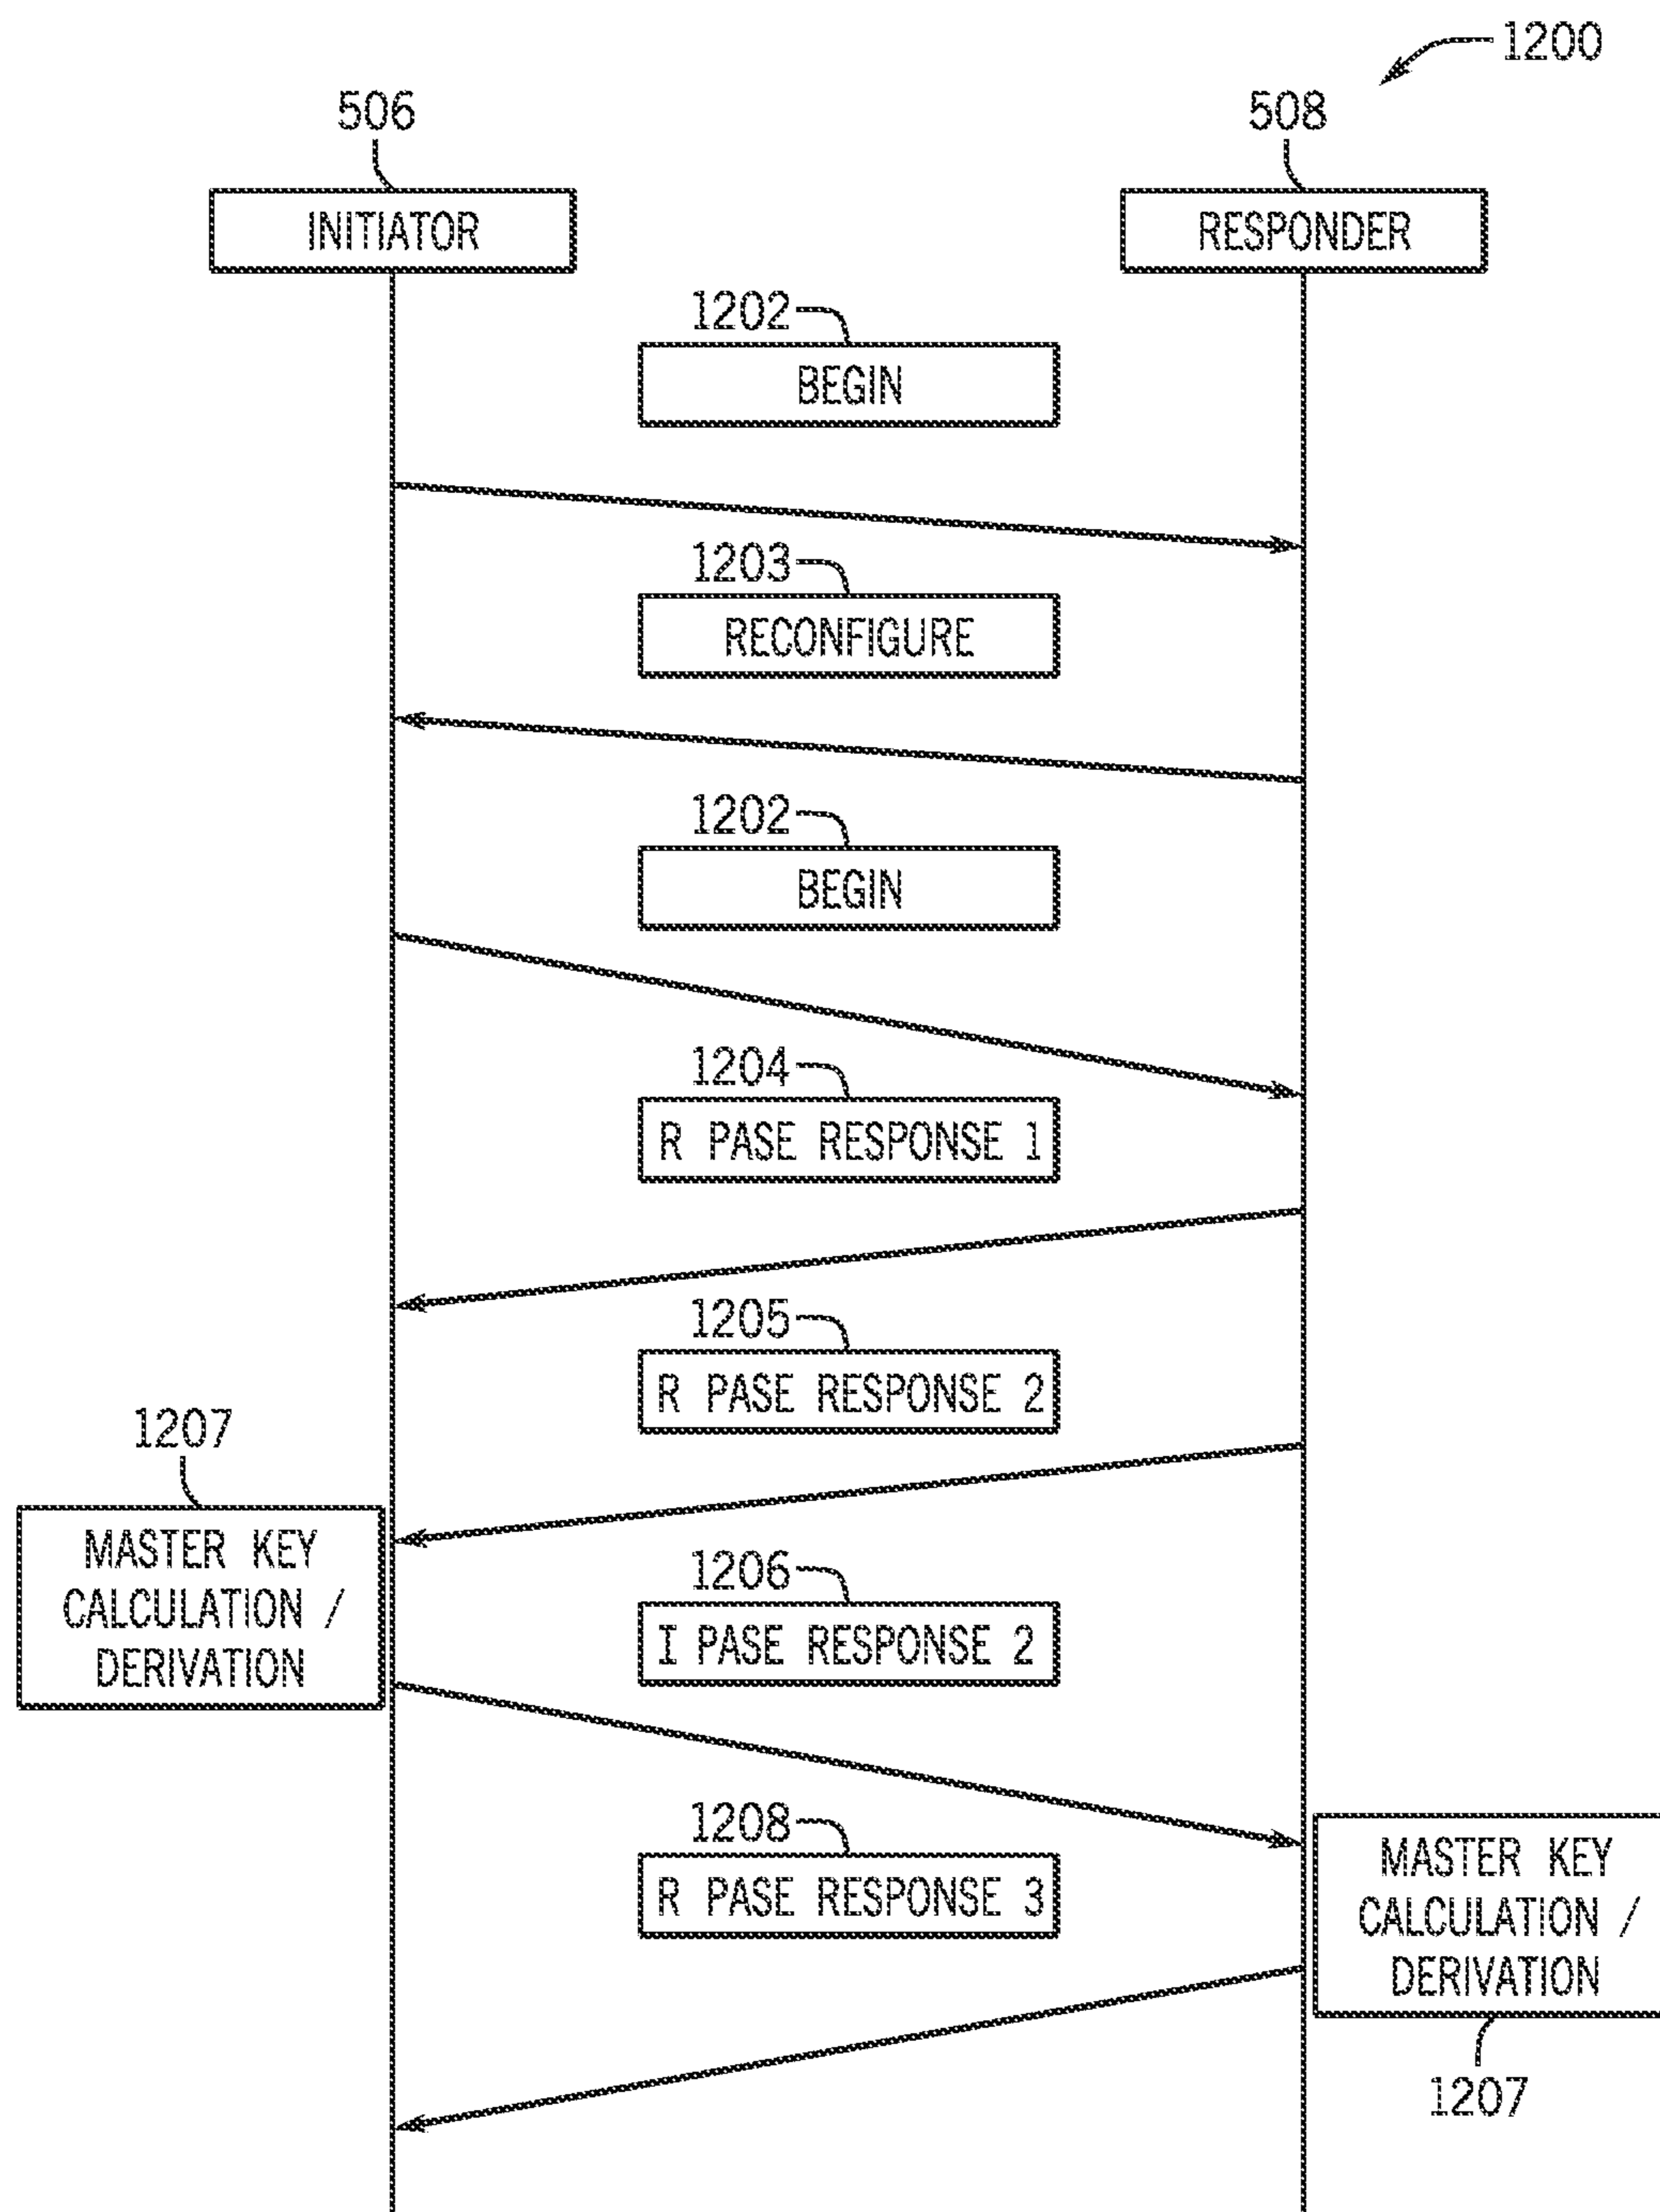 1200
506
508
INITIATOR
RESPONDER
1202
BEGIN
1203
RECONFIGURE
1202
BEGIN
1204
R PASE RESPONSE 1
1205
R PASE RESPONSE 2
1207
MASTER KEY
CALCULATION /
DERIVATION
1206
I PASE RESPONSE 2
1208
R PASE RESPONSE 3
MASTER KEY
CALCULATION /
DERIVATION
1207